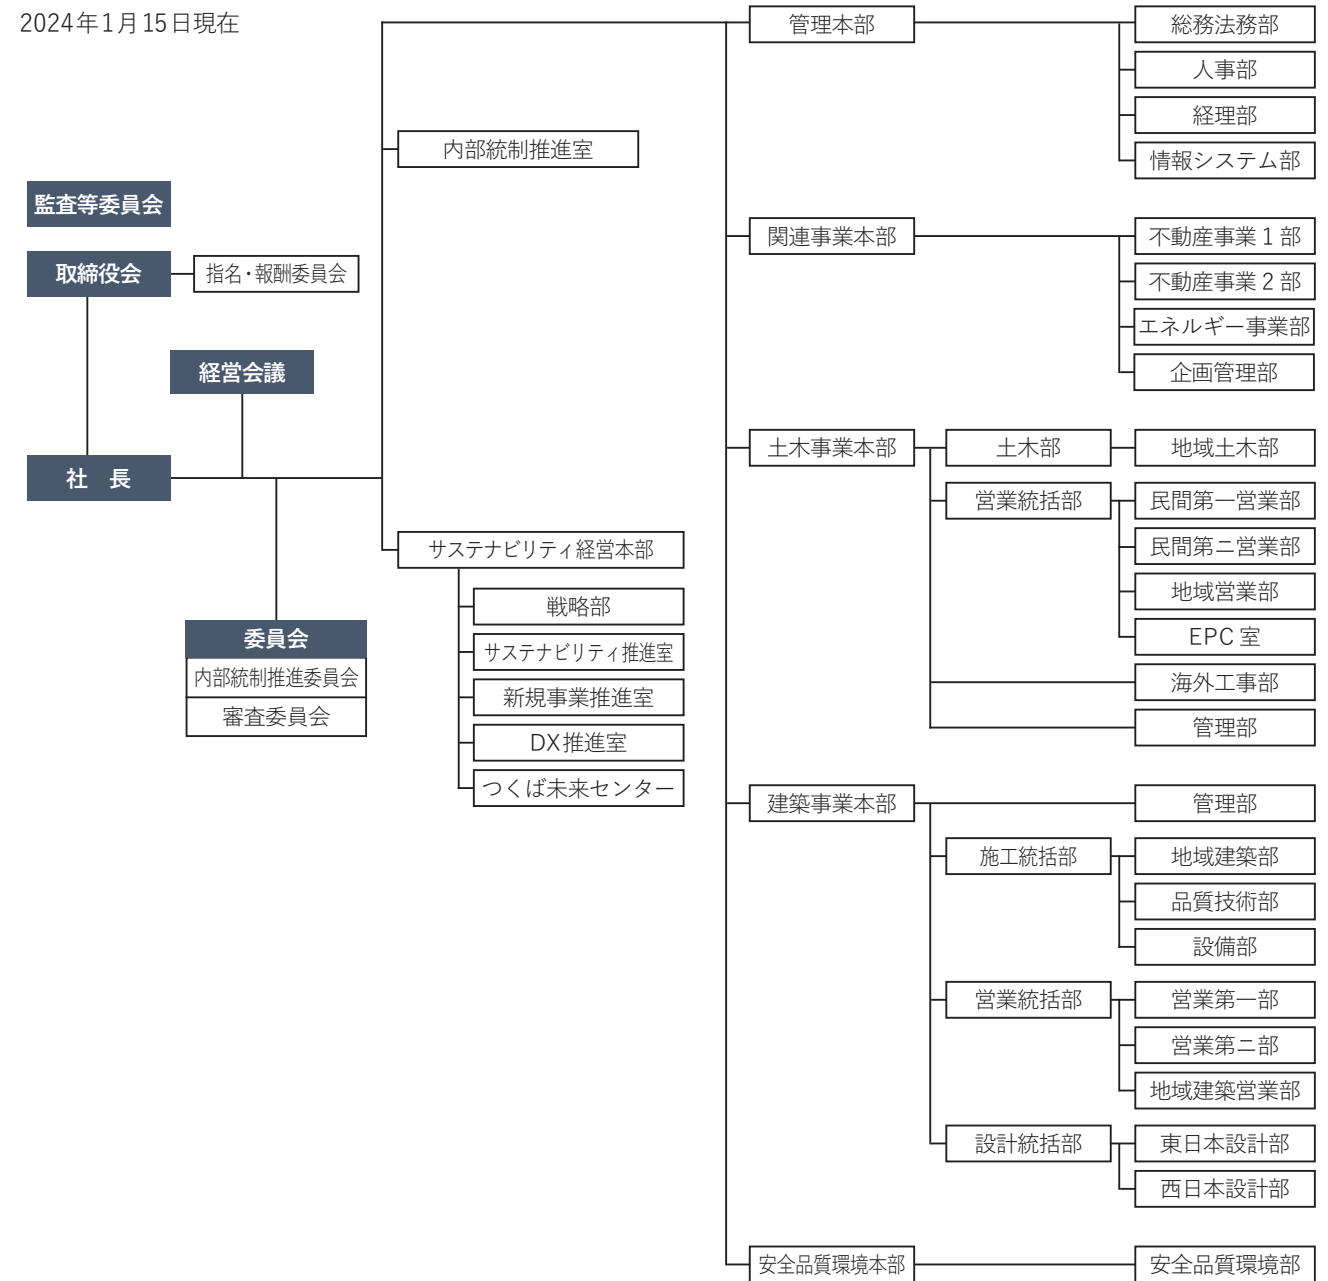 2024年1月15日現在
監査等委員会
取締役会
指名・報酬委員会
経営会議
社　長
委員会
内部統制推進委員会
審査委員会
内部統制推進室
サステナビリティ経営本部
戦略部
サステナビリティ推進室
新規事業推進室
DX推進室
つくば未来センター
管理本部
総務法務部
人事部
経理部
情報システム部
関連事業本部
不動産事業1部
不動産事業2部
エネルギー事業部
企画管理部
土木事業本部
土木部
地域土木部
営業統括部
民間第一営業部
民間第二営業部
地域営業部
EPC室
海外工事部
管理部
建築事業本部
管理部
施工統括部
地域建築部
品質技術部
設備部
営業統括部
営業第一部
営業第二部
地域建築営業部
設計統括部
東日本設計部
西日本設計部
安全品質環境本部
安全品質環境部